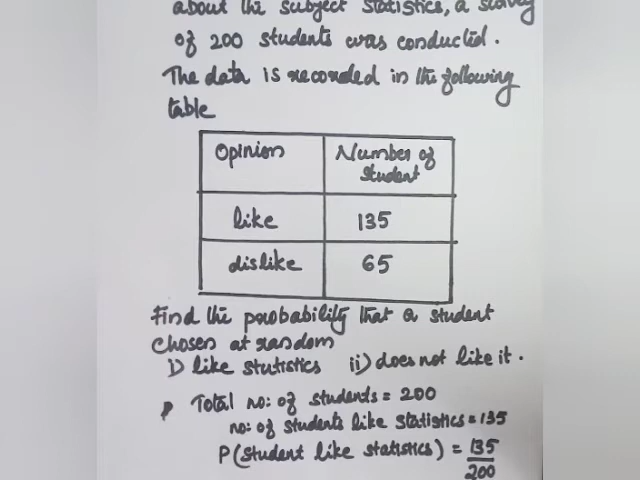 about the subject statistics, a survey
of 200 students was conducted.
The data is recorded in the following
table
Opinion Number of student
like 135
dislike 65
Find the probability that a student
chosen at random
i) like statistics ii) does not like it.
Total no: of students = 200
no: of students like statistics = 135
P(student like statistics) = 135/200